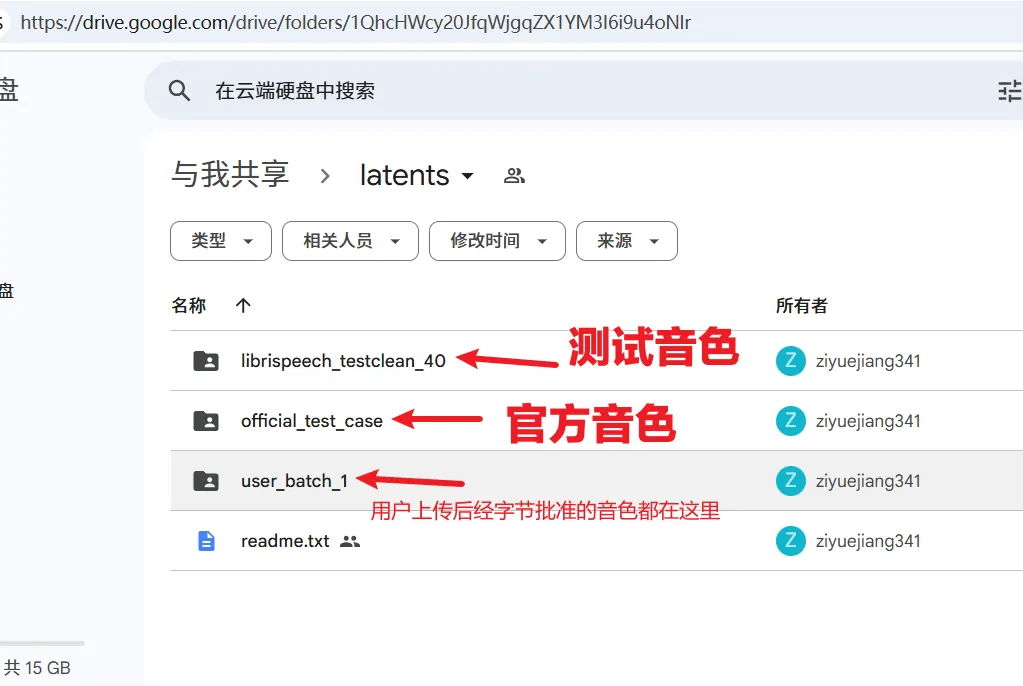 https://drive.google.com/drive/folders/1QhcHWcy20JfqWjgqZX1YM3I6i9u4oNIr
盘
在云端硬盘中搜索
与我共享 > latents
类型 相关人员 修改时间 来源
盘
名称 ↑ 所有者
librispeech_testclean_40 测试音色 Z ziyuejiang341
official_test_case 官方音色 Z ziyuejiang341
user_batch_1 Z ziyuejiang341
用户上传后经字节批准的音色都在这里
readme.txt Z ziyuejiang341
共 15 GB